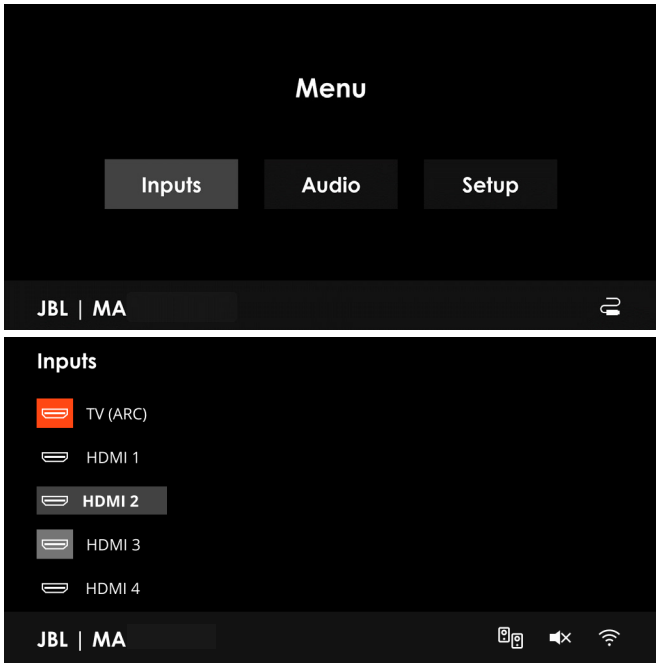 Menu
Inputs Audio Setup
JBL | MA
Inputs
TV (ARC)
HDMI 1
HDMI 2
HDMI 3
HDMI 4
JBL | MA